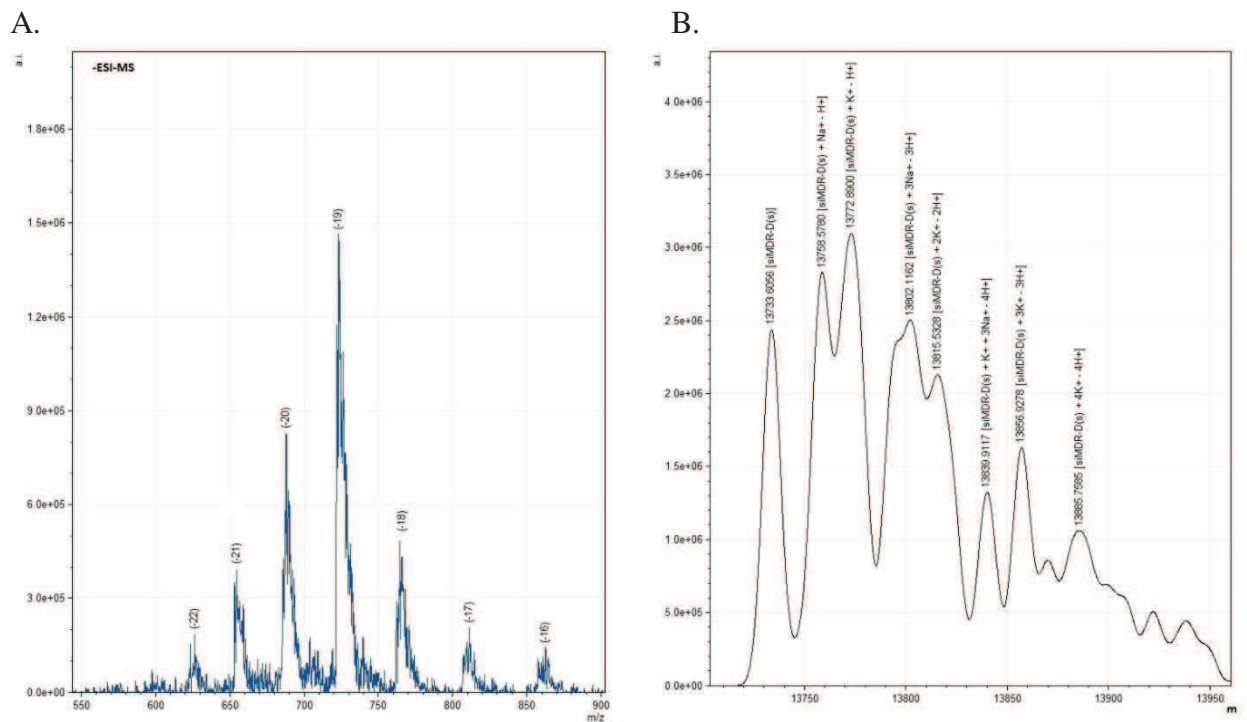 A.
B.
a.i.
-ESI-MS
1.8e+06
1.5e+06
1.2e+06
9.0e+05
6.0e+05
3.0e+05
0.0e+00
(-22)
(-21)
(-20)
(-19)
(-18)
(-17)
(-16)
550
600
650
700
750
800
850
900
m/z
a.i.
4.0e+06
3.5e+06
3.0e+06
2.5e+06
2.0e+06
1.5e+06
1.0e+06
5.0e+05
0.0e+00
13733.6056 [siMDR-D(s)]
13758.5780 [siMDR-D(s) + Na+ - H+]
13772.8900 [siMDR-D(s) + K+ - H+]
13802.1162 [siMDR-D(s) + 3Na+ - 3H+]
13815.5328 [siMDR-D(s) + 2K+ - 2H+]
13839.9117 [siMDR-D(s) + K+ + 3Na+ - 4H+]
13856.9278 [siMDR-D(s) + 3K+ - 3H+]
13885.7585 [siMDR-D(s) + 4K+ - 4H+]
13750
13800
13850
13900
13950
m